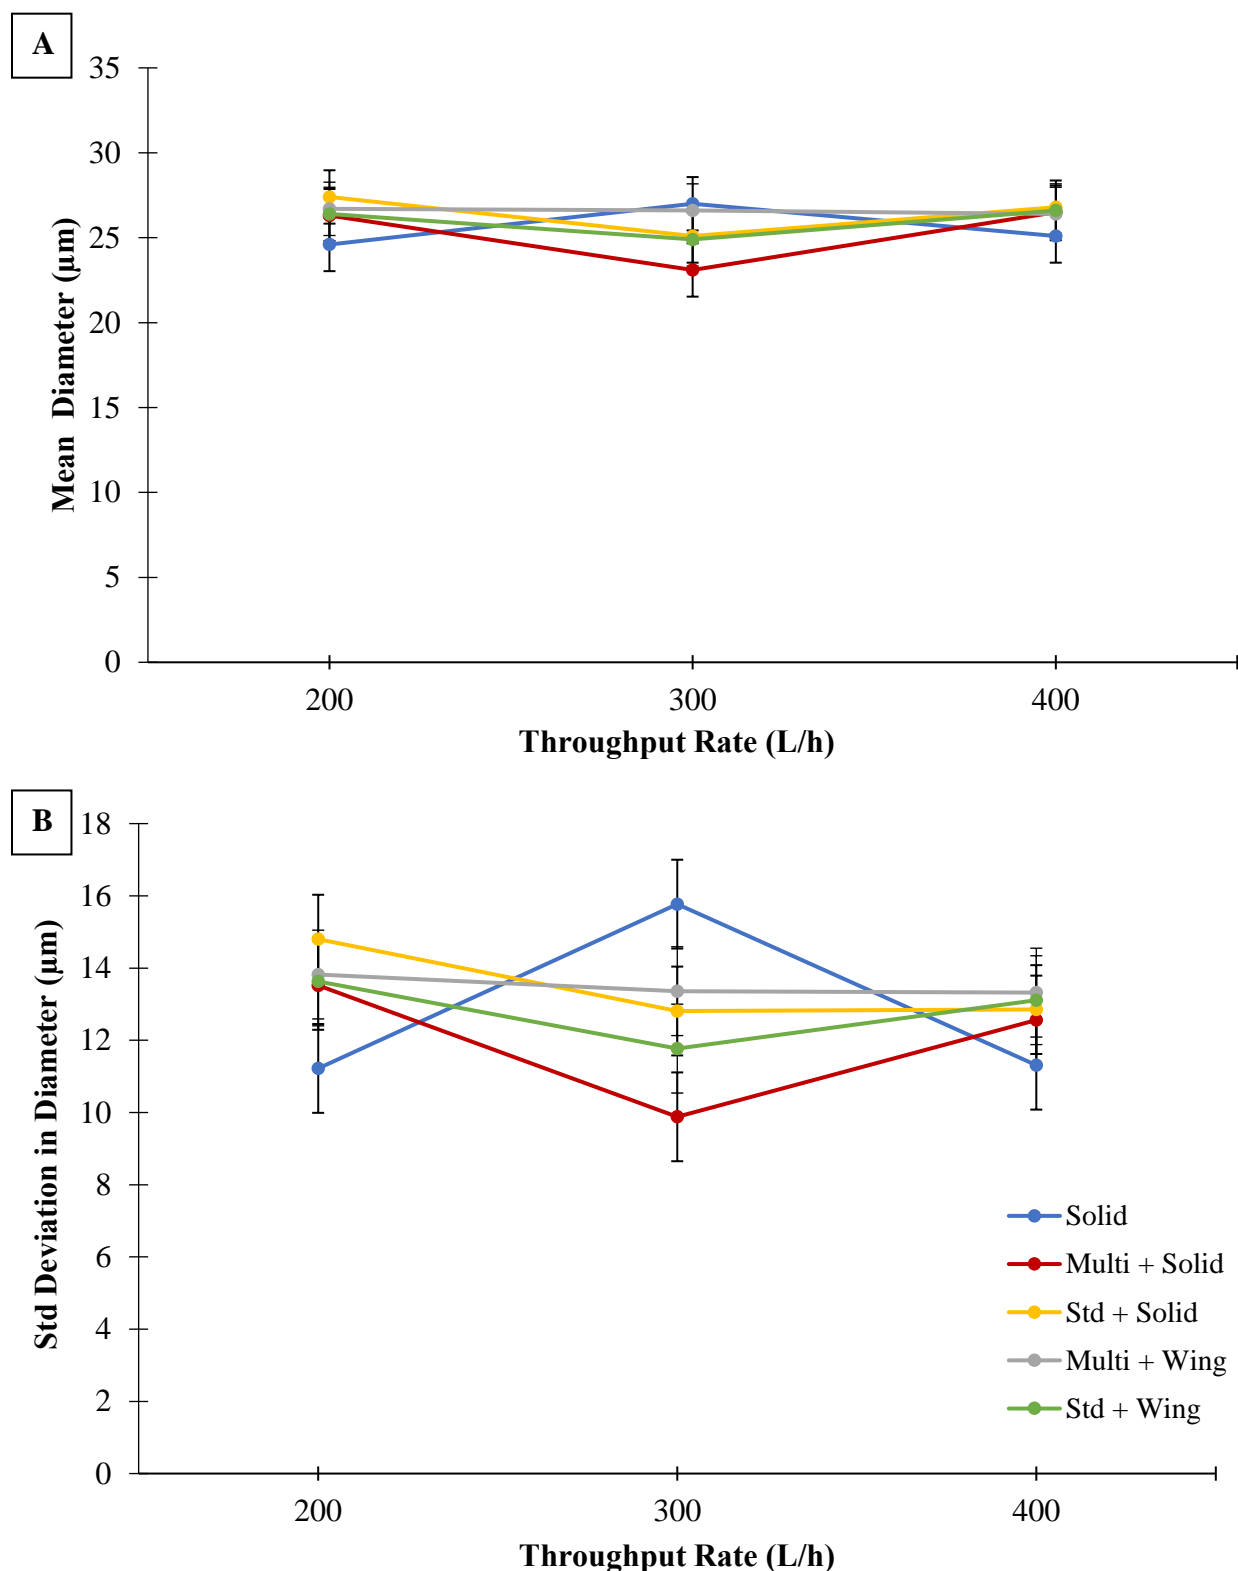 A
35
30
25
20
15
10
5
0
Mean Diameter (µm)
200 300 400
Throughput Rate (L/h)
B
18
16
14
12
10
8
6
4
2
0
Std Deviation in Diameter (µm)
Solid
Multi + Solid
Std + Solid
Multi + Wing
Std + Wing
200 300 400
Throughput Rate (L/h)